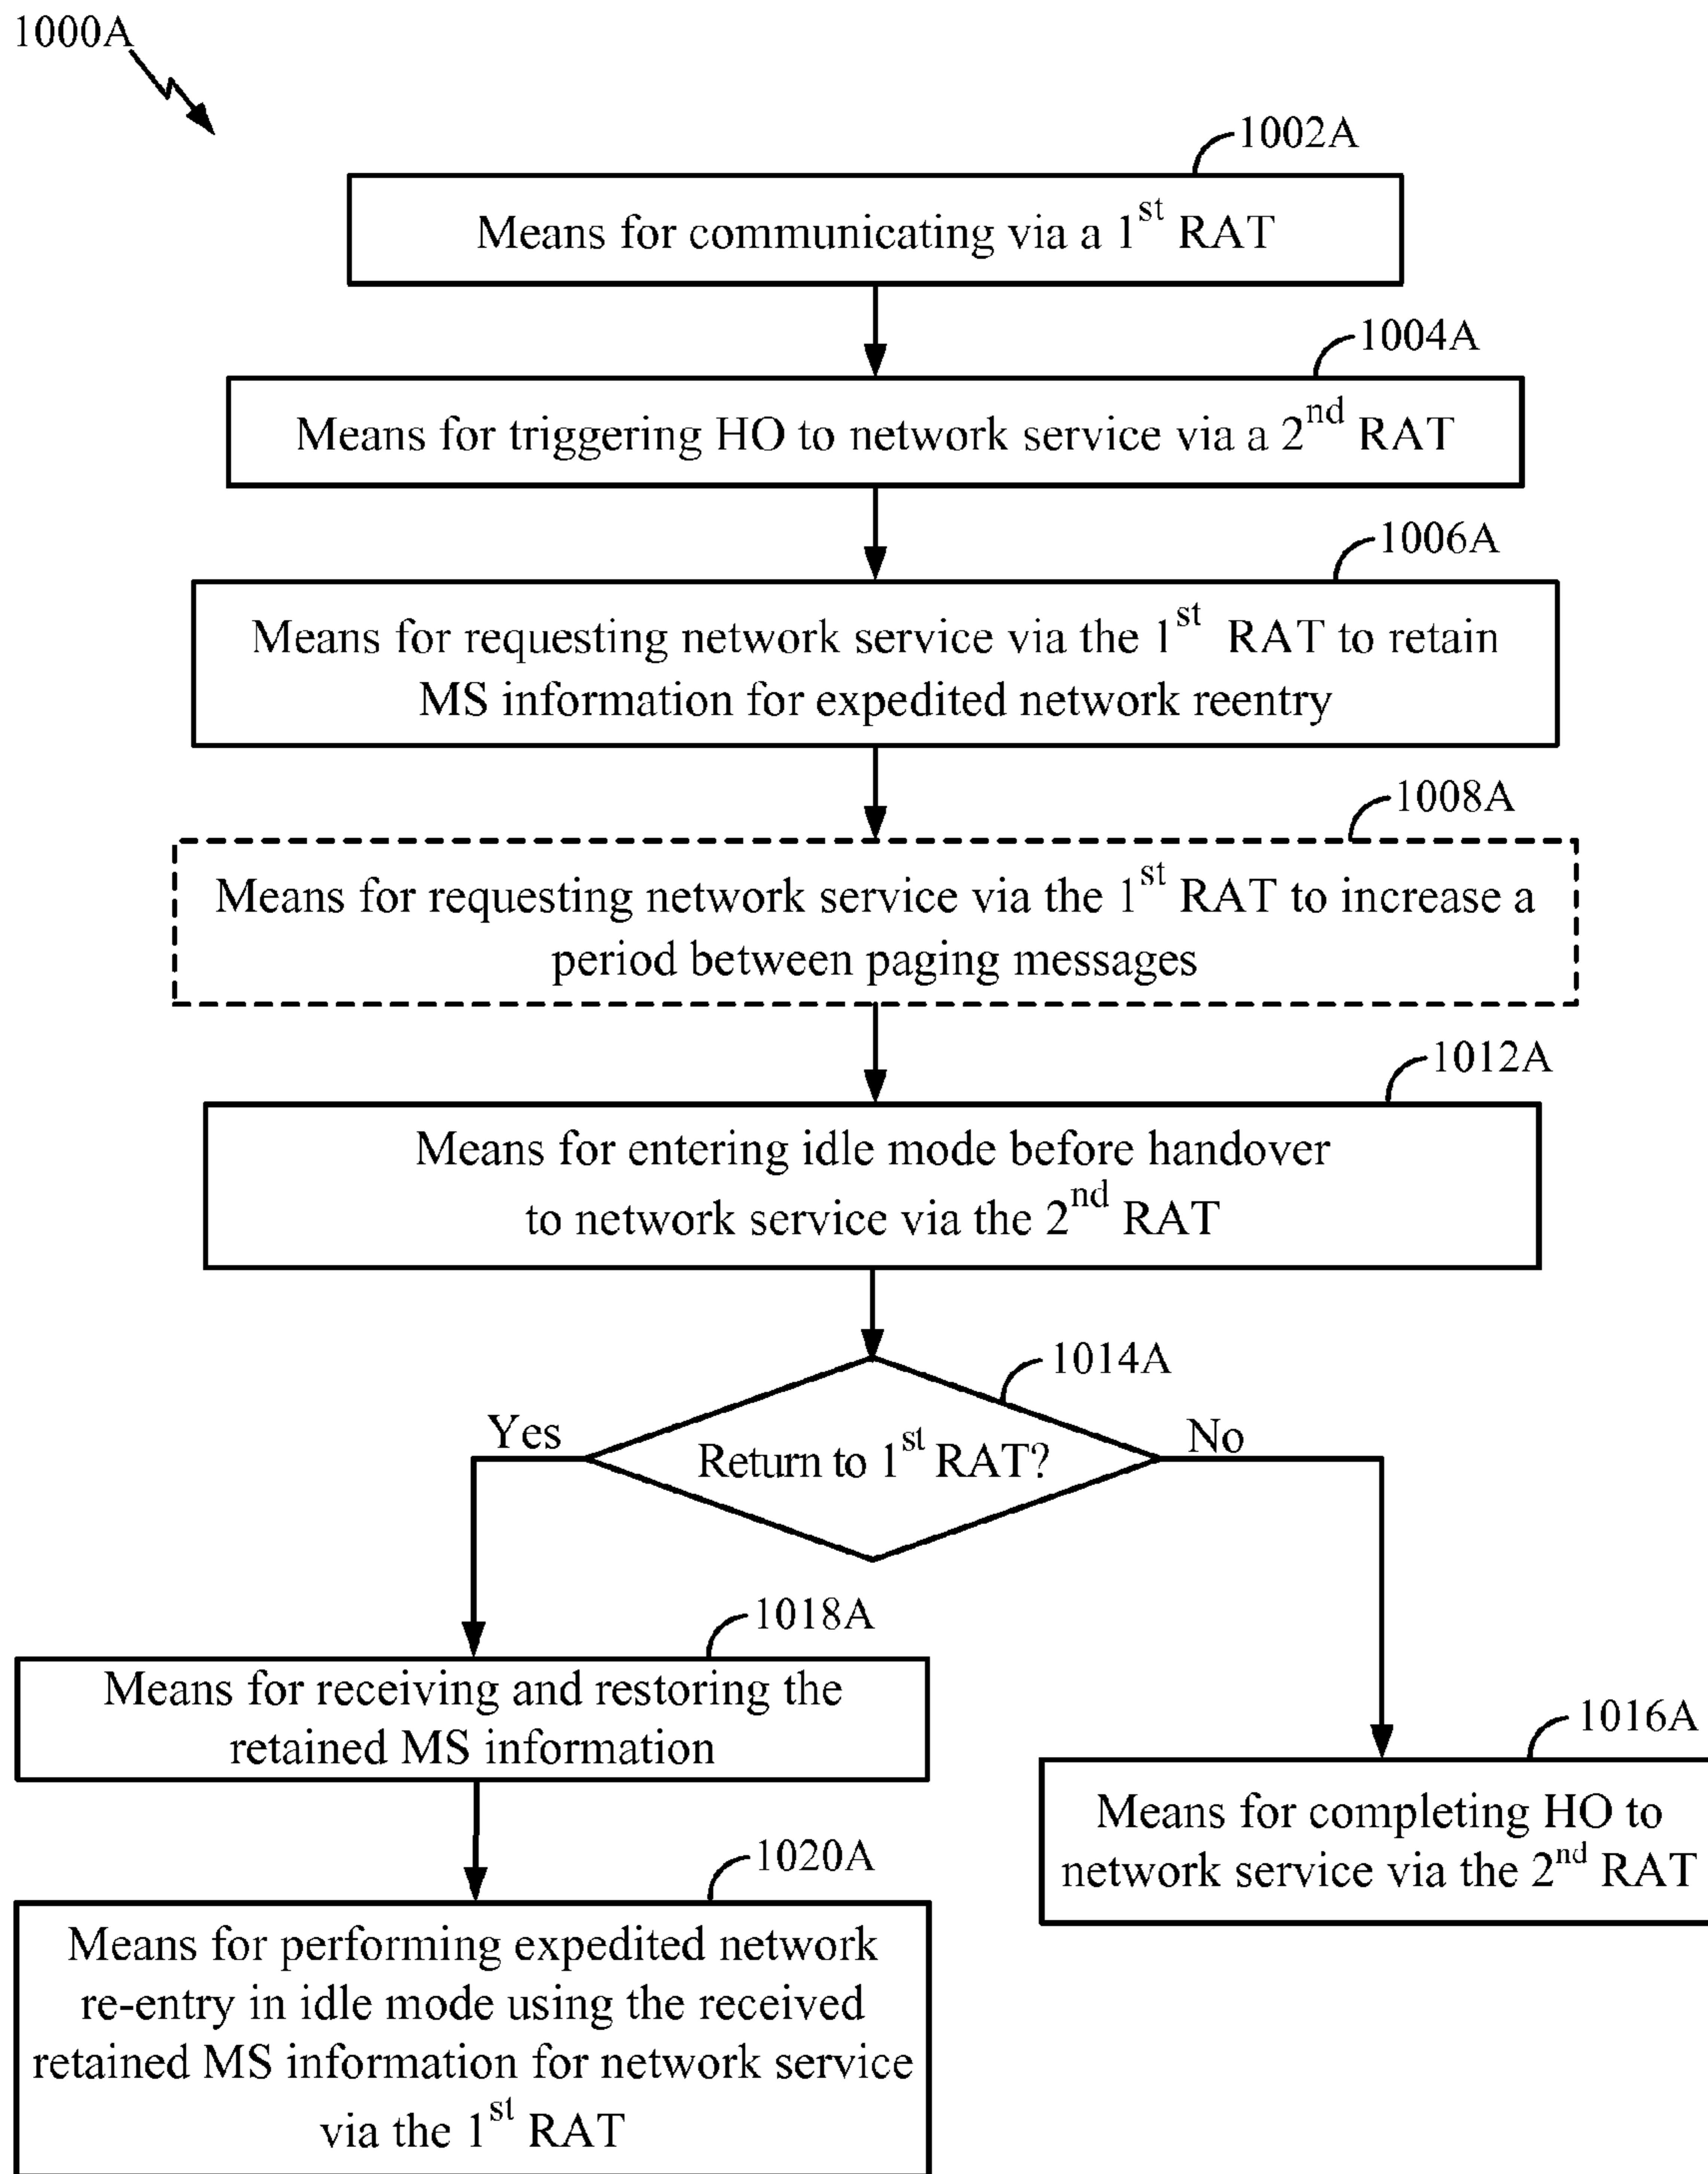 1000A
1002A
Means for communicating via a 1st RAT
1004A
Means for triggering HO to network service via a 2nd RAT
1006A
Means for requesting network service via the 1st RAT to retain
MS information for expedited network reentry
1008A
Means for requesting network service via the 1st RAT to increase a
period between paging messages
1012A
Means for entering idle mode before handover
to network service via the 2nd RAT
1014A
Return to 1st RAT?
Yes
No
1018A
Means for receiving and restoring the
retained MS information
1016A
Means for completing HO to
network service via the 2nd RAT
1020A
Means for performing expedited network
re-entry in idle mode using the received
retained MS information for network service
via the 1st RAT